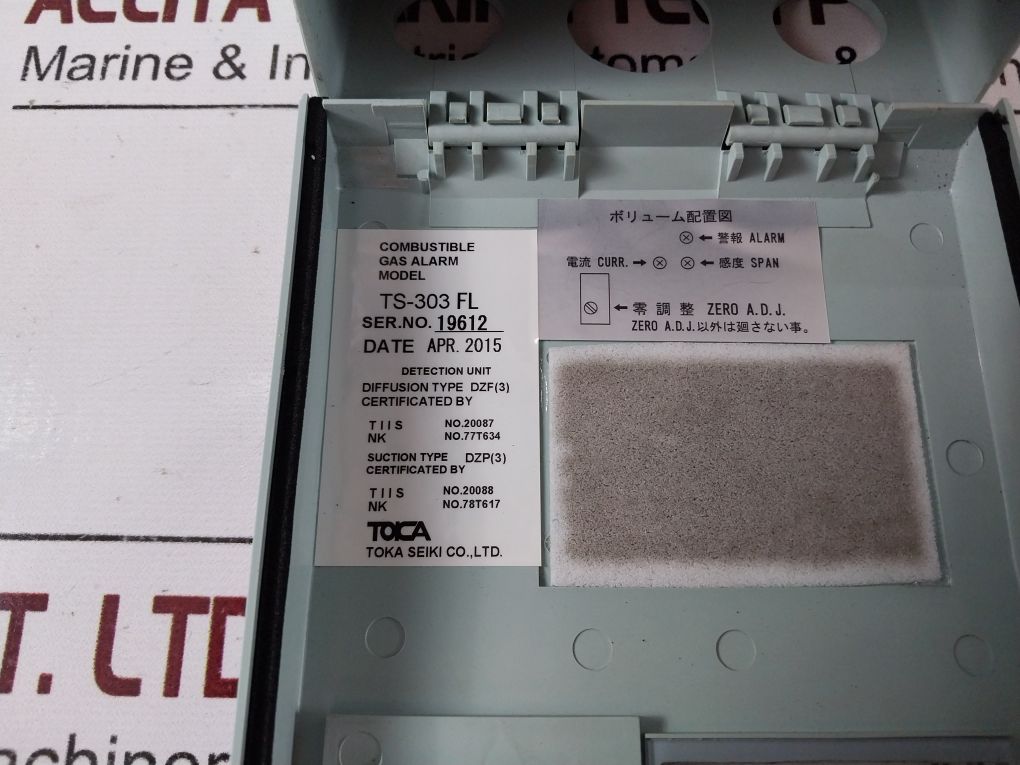 Marine & In
COMBUSTIBLE
GAS ALARM
MODEL
TS-303 FL
SER.NO. 19612
DATE APR. 2015
DETECTION UNIT
DIFFUSION TYPE DZF(3)
CERTIFICATED BY
TIIS NO.20087
NK NO.77T634
SUCTION TYPE DZP(3)
CERTIFICATED BY
TIIS NO.20088
NK NO.78T617
TOKA
TOKA SEIKI CO.,LTD.
ボリューム配置図
← 警報 ALARM
電流 CURR. → ← 感度 SPAN
← 零調整 ZERO A.D.J.
ZERO A.D.J.以外は廻さない事。
T. LTD
achiner